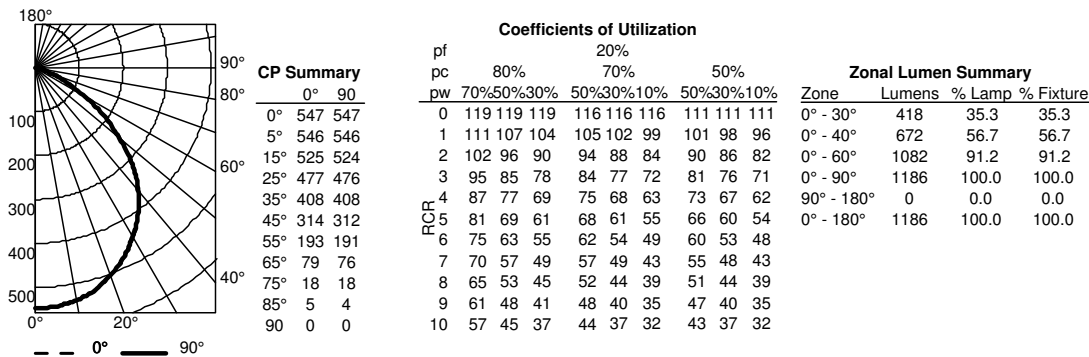 180°
90°
80°
60°
40°
100
200
300
400
500
0°
20°
0° 90°
CP Summary
0° 90
0° 547 547
5° 546 546
15° 525 524
25° 477 476
35° 408 408
45° 314 312
55° 193 191
65° 79 76
75° 18 18
85° 5 4
90 0 0
Coefficients of Utilization
pf 20%
pc 80% 70% 50%
pw 70%50%30% 50%30%10% 50%30%10%
RCR
0 119 119 119 116 116 116 111 111 111
1 111 107 104 105 102 99 101 98 96
2 102 96 90 94 88 84 90 86 82
3 95 85 78 84 77 72 81 76 71
4 87 77 69 75 68 63 73 67 62
5 81 69 61 68 61 55 66 60 54
6 75 63 55 62 54 49 60 53 48
7 70 57 49 57 49 43 55 48 43
8 65 53 45 52 44 39 51 44 39
9 61 48 41 48 40 35 47 40 35
10 57 45 37 44 37 32 43 37 32
Zonal Lumen Summary
Zone Lumens % Lamp % Fixture
0° - 30° 418 35.3 35.3
0° - 40° 672 56.7 56.7
0° - 60° 1082 91.2 91.2
0° - 90° 1186 100.0 100.0
90° - 180° 0 0.0 0.0
0° - 180° 1186 100.0 100.0